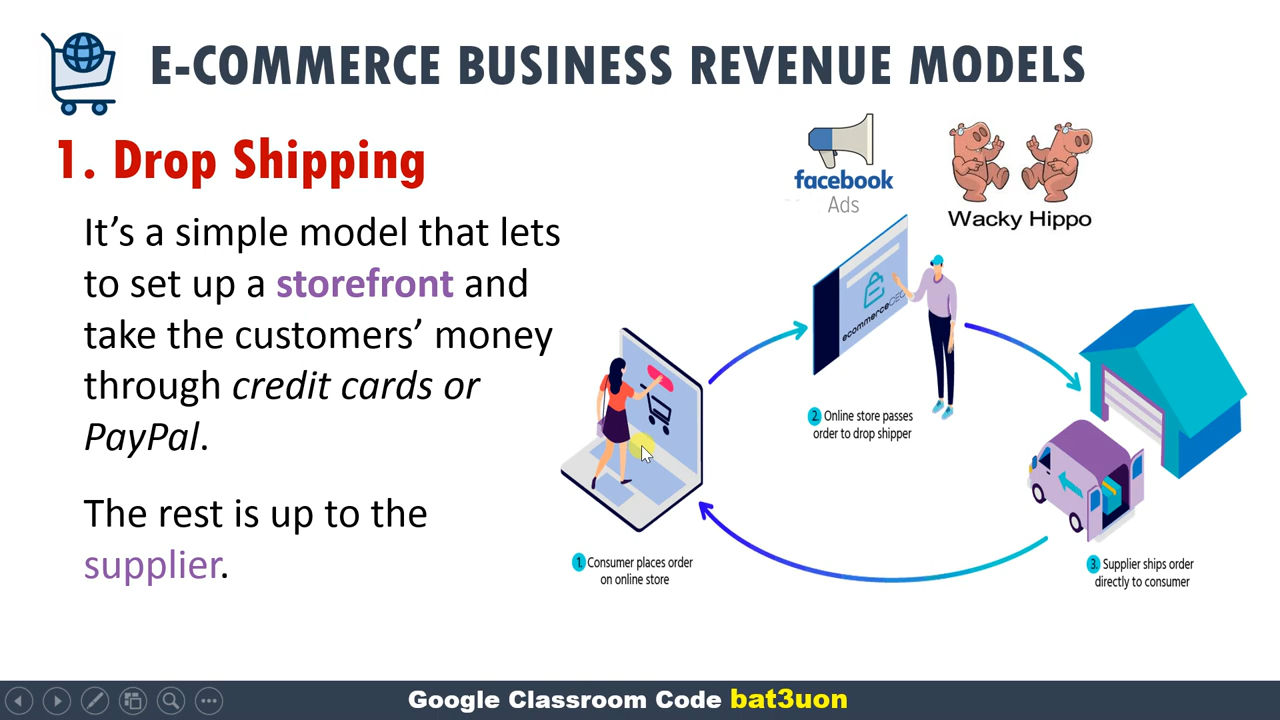 E-COMMERCE BUSINESS REVENUE MODELS
1. Drop Shipping
It’s a simple model that lets
to set up a storefront and
take the customers’ money
through credit cards or
PayPal.
The rest is up to the
supplier.
facebook
Ads
Wacky Hippo
ecommerceCEO
2. Online store passes
order to drop shipper
1. Consumer places order
on online store
3. Supplier ships order
directly to consumer
Google Classroom Code bat3uon